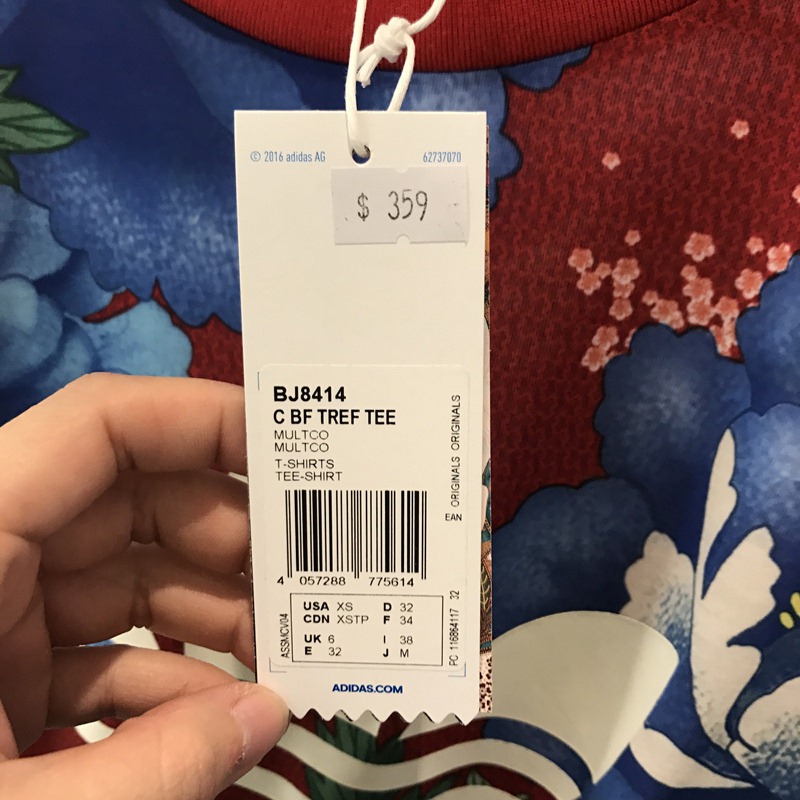 © 2016 adidas AG 62737070
$ 359
BJ8414
C BF TREF TEE
MULTCO
MULTCO
T-SHIRTS
TEE-SHIRT
ORIGINALS ORIGINALS
EAN
4 057288 775614
ASSMCV04
USA XS D 32
CDN XSTP F 34
UK 6 I 38
E 32 J M
PC 116864117 32
ADIDAS.COM